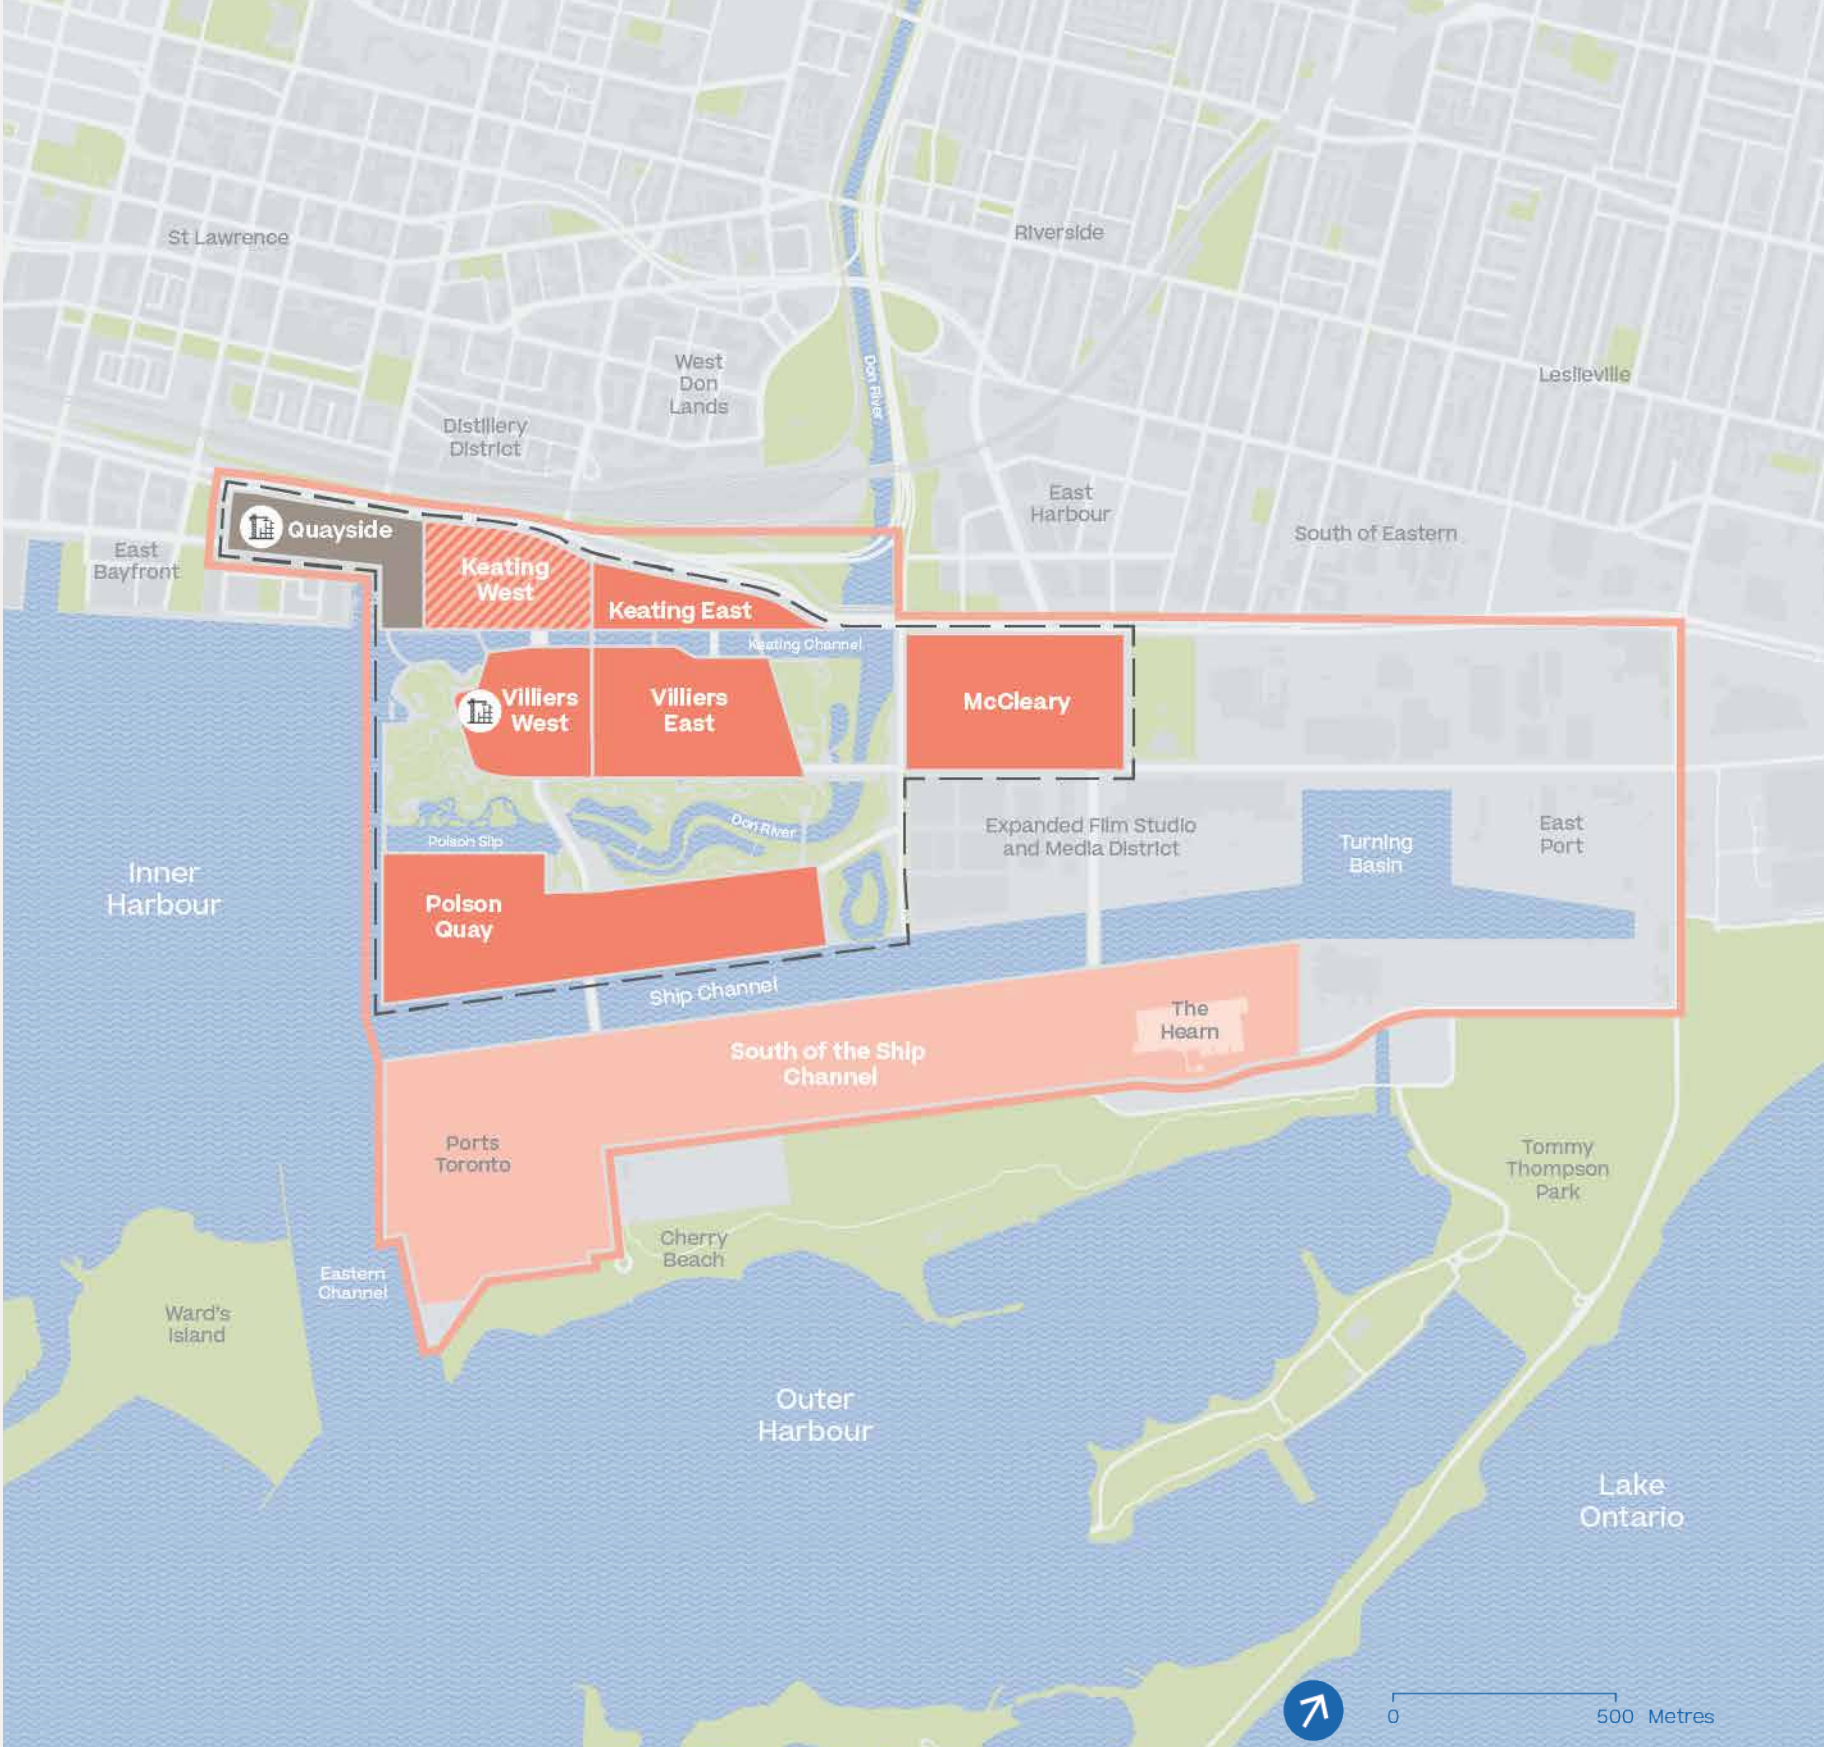 St Lawrence
Riverside
West
Don
Lands
Don River
Leslieville
Distillery
District
East
Harbour
South of Eastern
Quayside
East
Bayfront
Keating
West
Keating East
Keating Channel
Villiers
West
Villiers
East
McCleary
Polson Slip
Don River
Expanded Film Studio
and Media District
Turning
Basin
East
Port
Inner
Harbour
Polson
Quay
Ship Channel
The
Hearn
South of the Ship
Channel
Ports
Toronto
Tommy
Thompson
Park
Cherry
Beach
Eastern
Channel
Ward's
Island
Outer
Harbour
Lake
Ontario
0 500 Metres